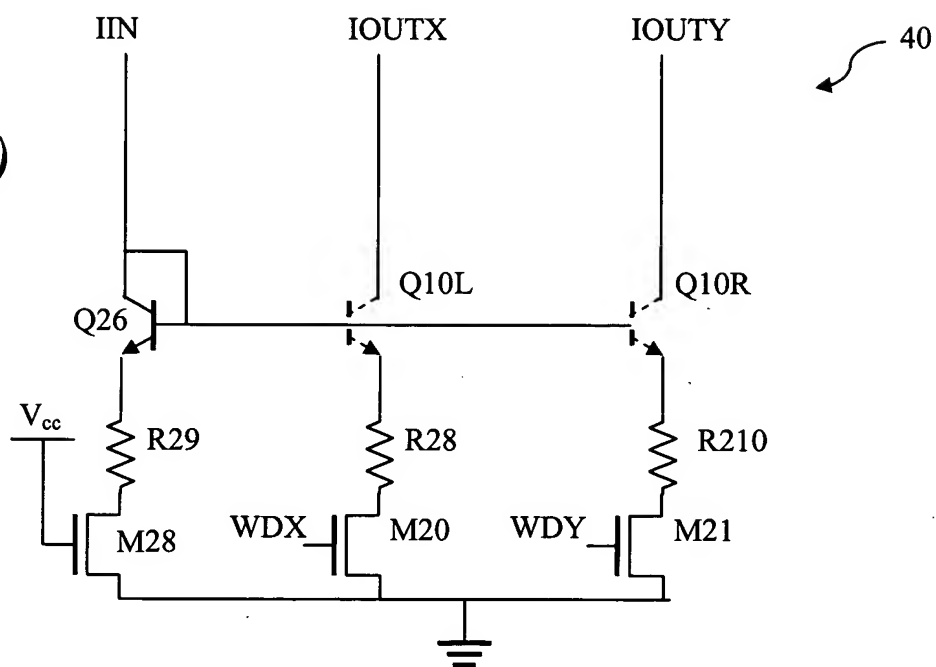 IIN IOUTX IOUTY 40
)
Q26 Q10L Q10R
Vcc R29 R28 R210
M28 WDX M20 WDY M21